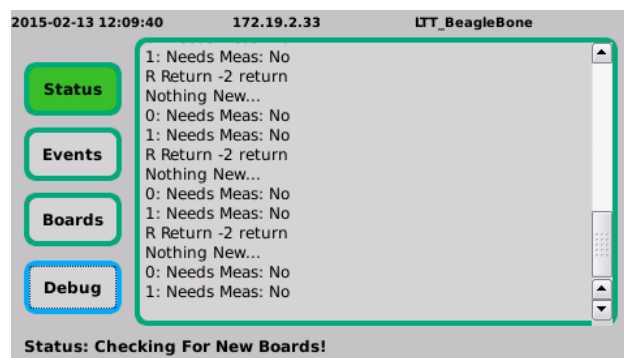 2015-02-13 12:09:40 172.19.2.33 LTT_BeagleBone
Status
Events
Boards
Debug
1: Needs Meas: No
R Return -2 return
Nothing New...
0: Needs Meas: No
1: Needs Meas: No
R Return -2 return
Nothing New...
0: Needs Meas: No
1: Needs Meas: No
R Return -2 return
Nothing New...
0: Needs Meas: No
1: Needs Meas: No
Status: Checking For New Boards!